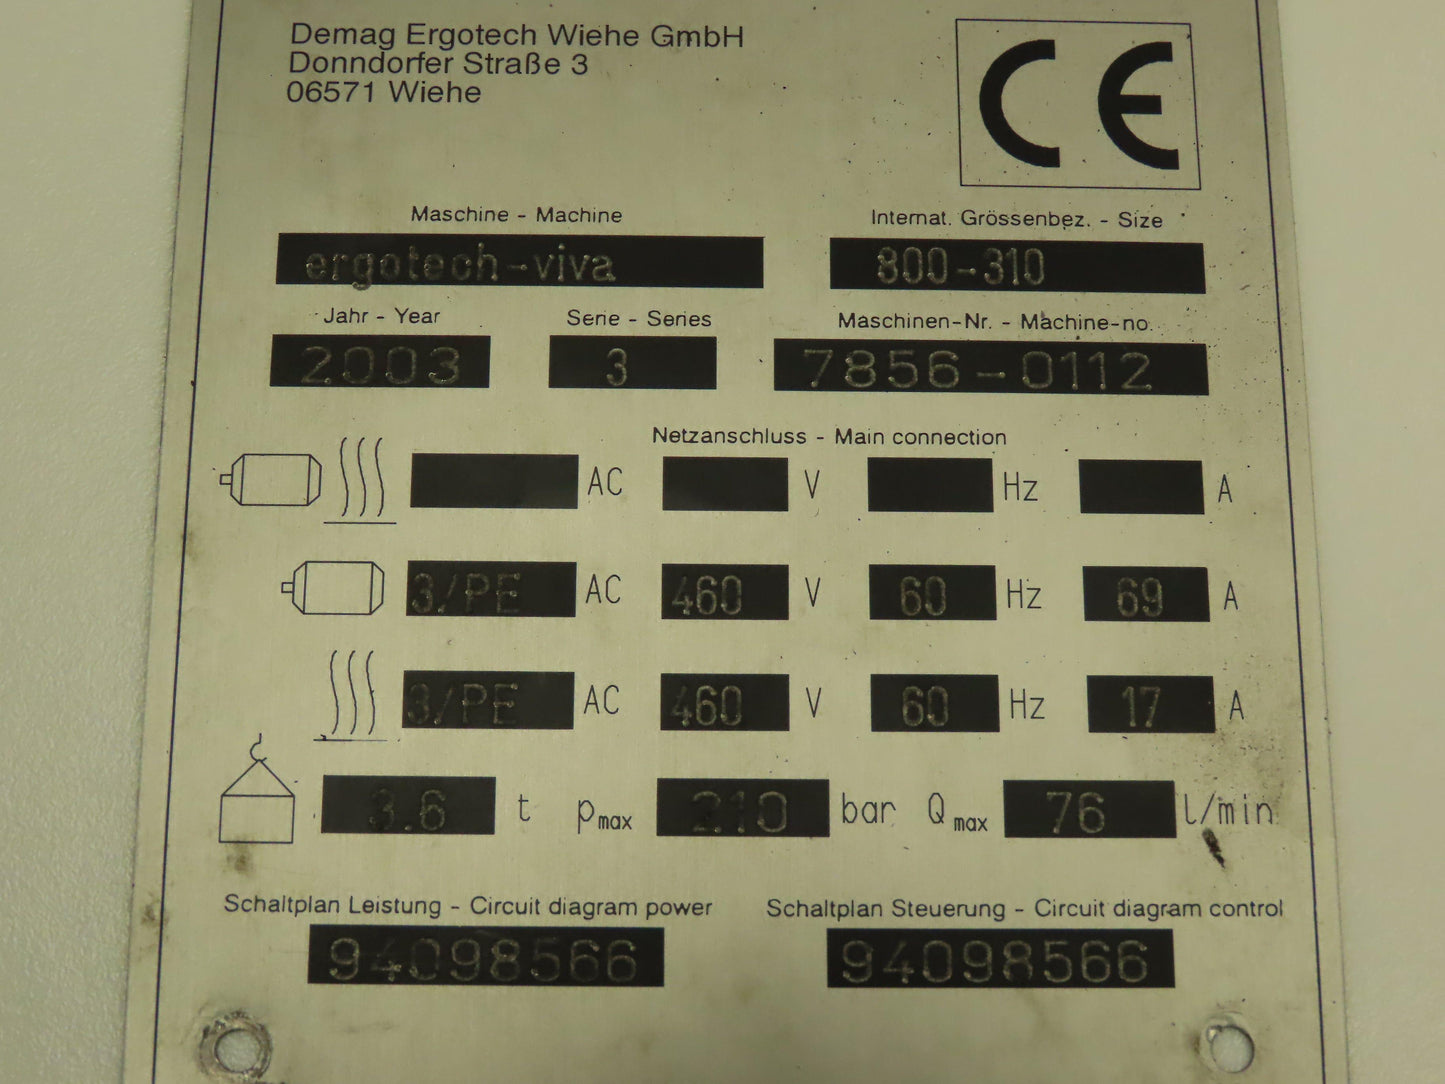 Demag Ergotech Wiehe GmbH
Donndorfer Straße 3
06571 Wiehe
CE
Maschine - Machine
Internat. Grössenbez. - Size
ergotech-viva
800-310
Jahr - Year
Serie - Series
Maschinen-Nr. - Machine-no.
2003
3
7856-0112
Netzanschluss - Main connection
AC V Hz A
3/PE AC 460 V 60 Hz 69 A
3/PE AC 460 V 60 Hz 17 A
3.6 t pmax 210 bar Qmax 76 l/min
Schaltplan Leistung - Circuit diagram power
Schaltplan Steuerung - Circuit diagram control
94098566
94098566